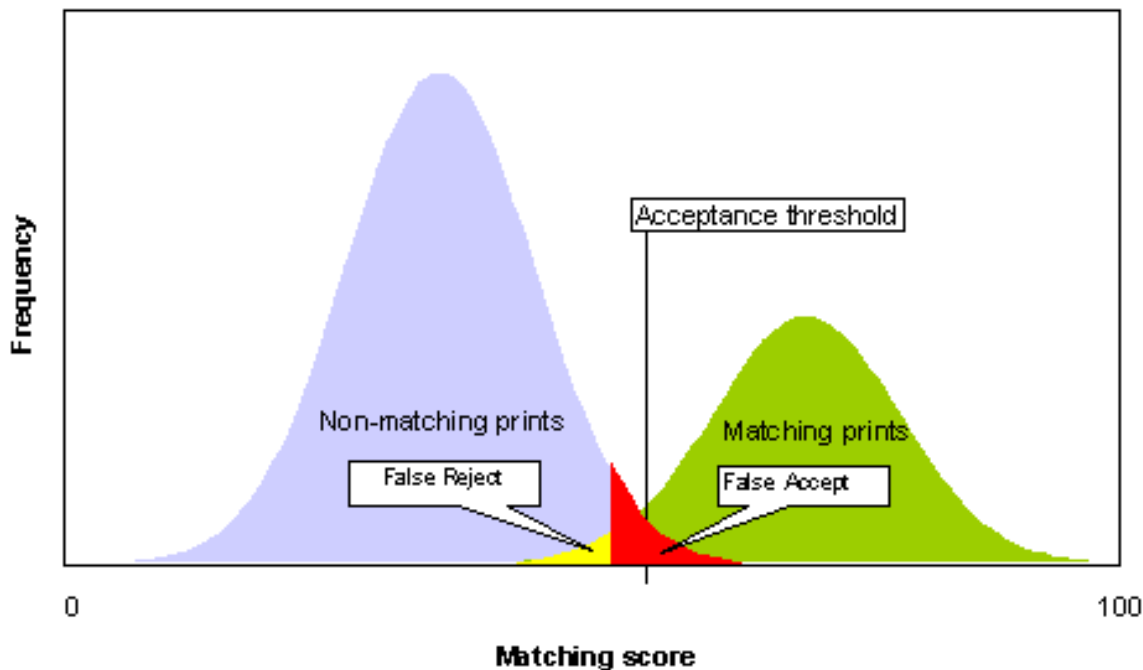 Frequency
Acceptance threshold
Non-matching prints
Matching prints
False Reject
False Accept
0
100
Matching score